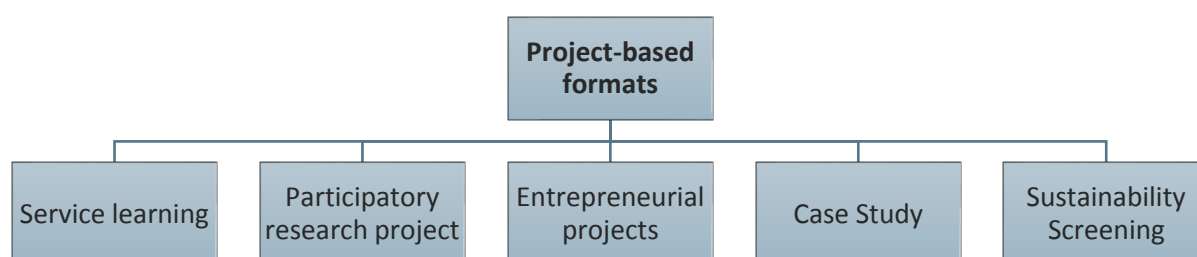 Project-based
formats
Service learning
Participatory
research project
Entrepreneurial
projects
Case Study
Sustainability
Screening